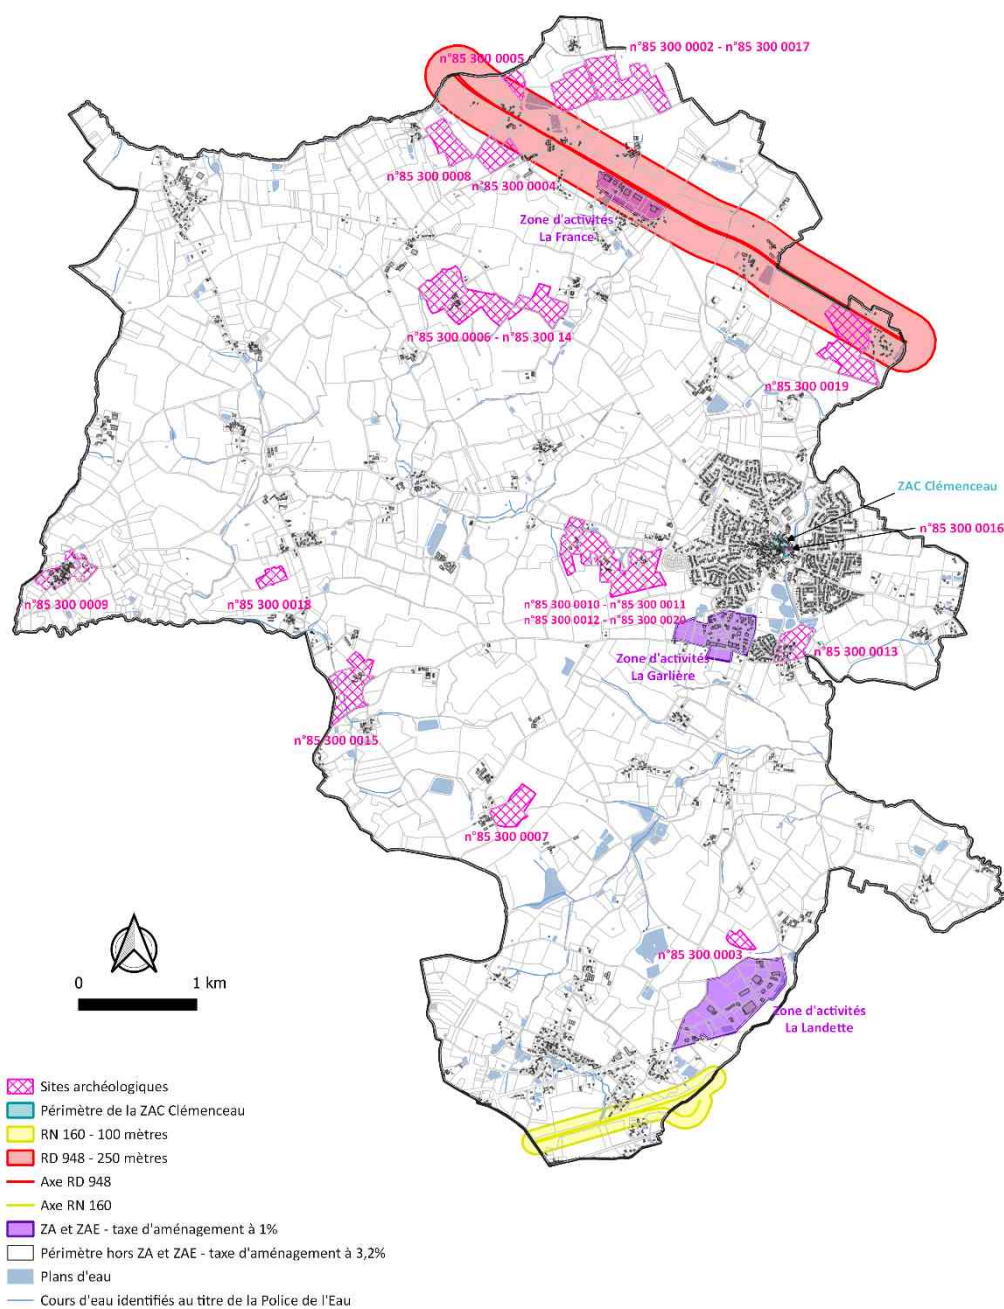 n°85 300 0002 - n°85 300 0017
n°85 300 0005
n°85 300 0008
n°85 300 0004
Zone d'activités
La France
n°85 300 0006 - n°85 300 14
n°85 300 0019
ZAC Clémenceau
n°85 300 0016
n°85 300 0009
n°85 300 0018
n°85 300 0010 - n°85 300 0011
n°85 300 0012 - n°85 300 0020
n°85 300 0013
Zone d'activités
La Garlière
n°85 300 0015
n°85 300 0007
n°85 300 0003
Zone d'activités
La Landette
0 1 km
Sites archéologiques
Périmètre de la ZAC Clémenceau
RN 160 - 100 mètres
RD 948 - 250 mètres
Axe RD 948
Axe RN 160
ZA et ZAE - taxe d'aménagement à 1%
Périmètre hors ZA et ZAE - taxe d'aménagement à 3,2%
Plans d'eau
Cours d'eau identifiés au titre de la Police de l'Eau